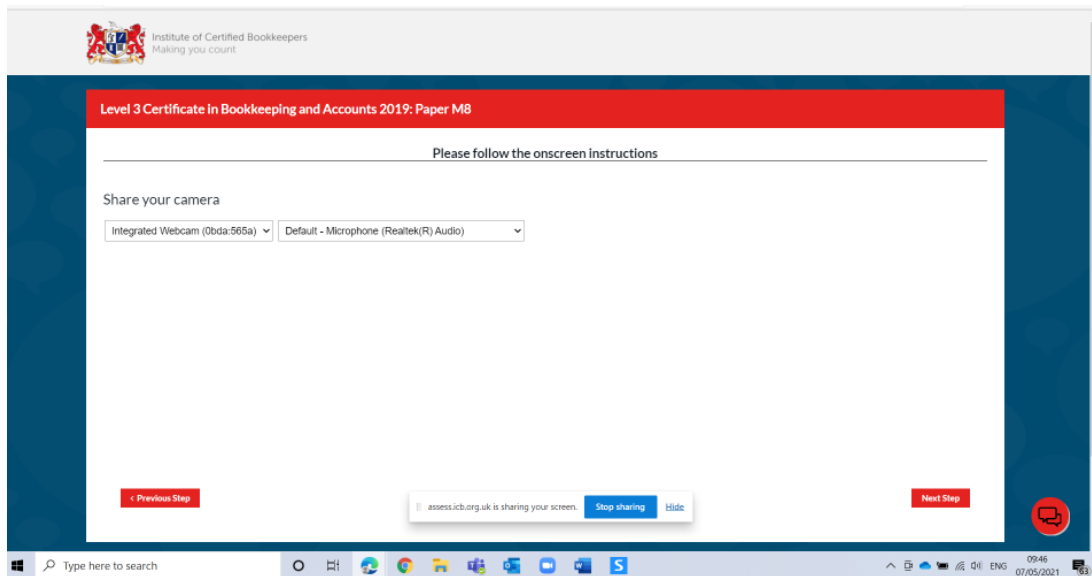 Institute of Certified Bookkeepers
Making you count
Level 3 Certificate in Bookkeeping and Accounts 2019: Paper M8
Please follow the onscreen instructions
Share your camera
Integrated Webcam (0bda:565a) Default - Microphone (Realtek(R) Audio)
< Previous Step
assess.icb.org.uk is sharing your screen. Stop sharing Hide
Next Step
Type here to search
ENG
09:46
07/05/2021